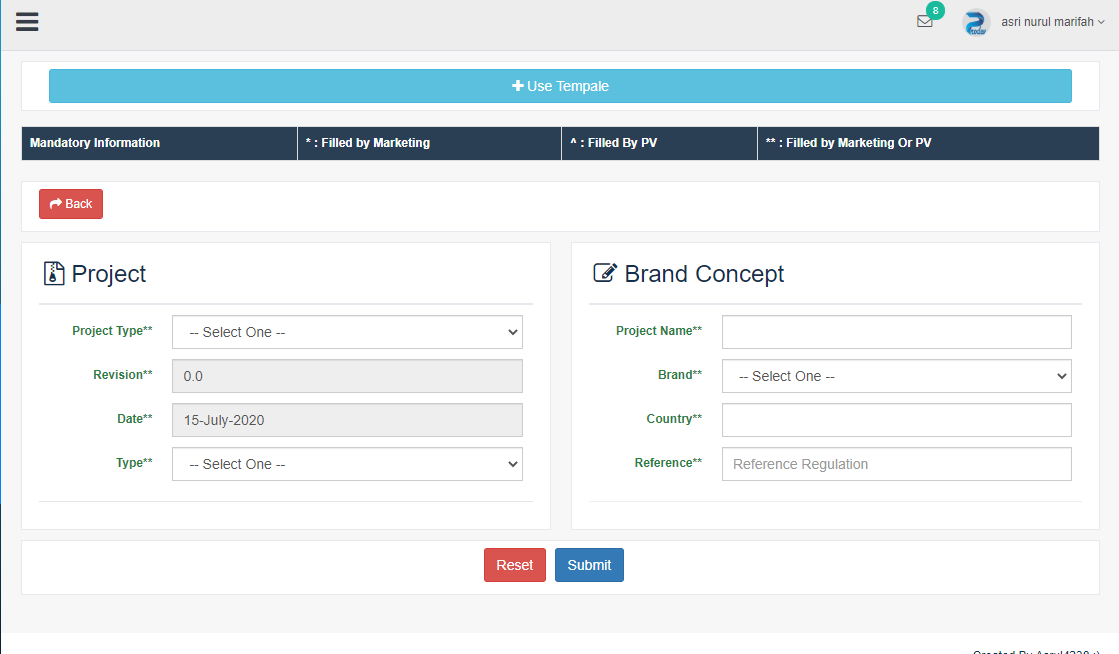 8
asri nurul marifah
Use Tempale
Mandatory Information
* : Filled by Marketing
^ : Filled By PV
** : Filled by Marketing Or PV
Back
Project
Project Type** -- Select One --
Revision** 0.0
Date** 15-July-2020
Type** -- Select One --
Brand Concept
Project Name**
Brand** -- Select One --
Country**
Reference** Reference Regulation
Reset Submit
Created By